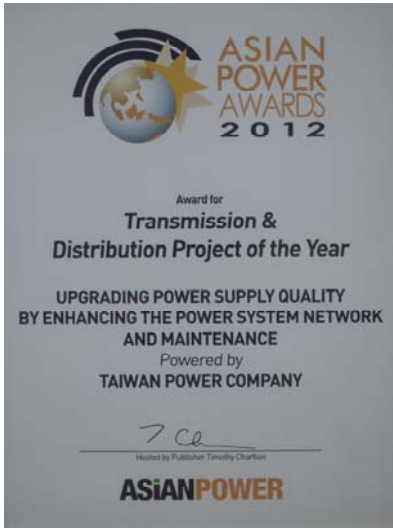 ASIAN
POWER
AWARDS
2012
Award for
Transmission &
Distribution Project of the Year
UPGRADING POWER SUPPLY QUALITY
BY ENHANCING THE POWER SYSTEM NETWORK
AND MAINTENANCE
Powered by
TAIWAN POWER COMPANY
Hosted by Publisher Timothy Charlton
ASiANPOWER